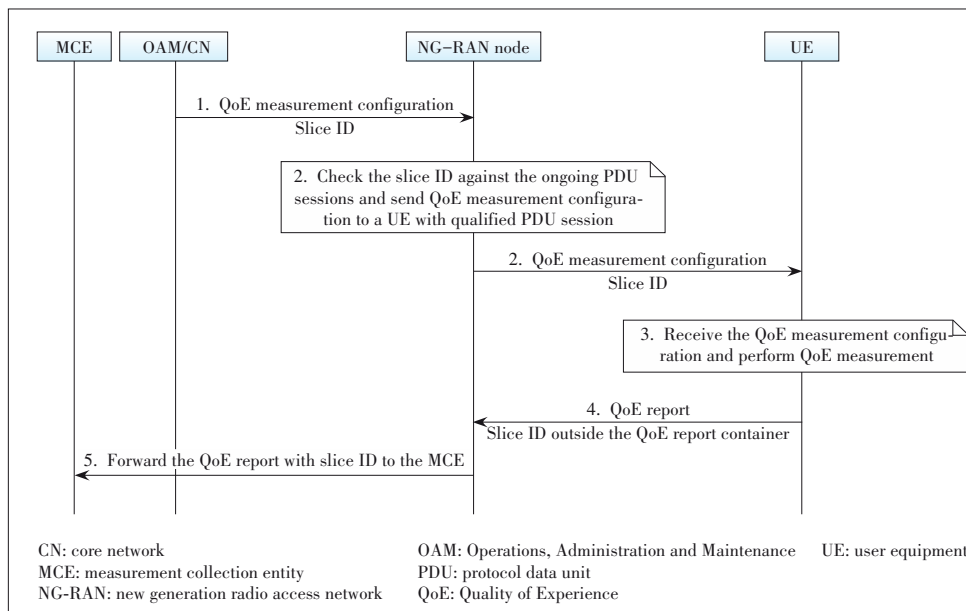 MCE OAM/CN NG-RAN node UE
1. QoE measurement configuration
Slice ID
2. Check the slice ID against the ongoing PDU
sessions and send QoE measurement configura-
tion to a UE with qualified PDU session
2. QoE measurement configuration
Slice ID
3. Receive the QoE measurement configu-
ration and perform QoE measurement
4. QoE report
Slice ID outside the QoE report container
5. Forward the QoE report with slice ID to the MCE
CN: core network
MCE: measurement collection entity
NG-RAN: new generation radio access network
OAM: Operations, Administration and Maintenance
PDU: protocol data unit
QoE: Quality of Experience
UE: user equipment